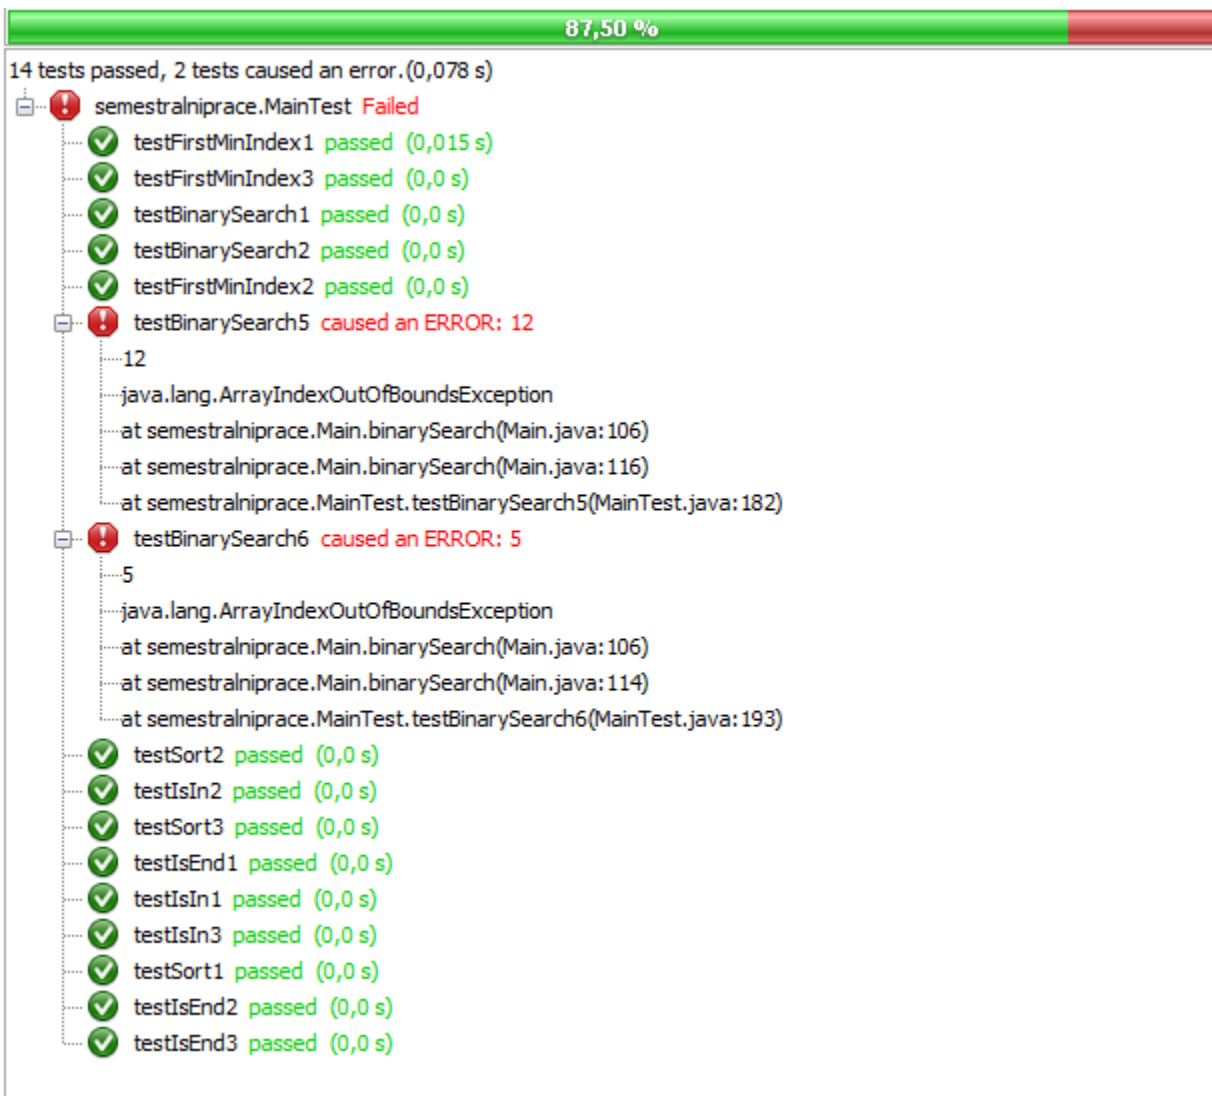 87,50 %
14 tests passed, 2 tests caused an error.(0,078 s)
semestralniprace.MainTest Failed
testFirstMinIndex1 passed (0,015 s)
testFirstMinIndex3 passed (0,0 s)
testBinarySearch1 passed (0,0 s)
testBinarySearch2 passed (0,0 s)
testFirstMinIndex2 passed (0,0 s)
testBinarySearch5 caused an ERROR: 12
12
java.lang.ArrayIndexOutOfBoundsException
at semestralniprace.Main.binarySearch(Main.java:106)
at semestralniprace.Main.binarySearch(Main.java:116)
at semestralniprace.MainTest.testBinarySearch5(MainTest.java:182)
testBinarySearch6 caused an ERROR: 5
5
java.lang.ArrayIndexOutOfBoundsException
at semestralniprace.Main.binarySearch(Main.java:106)
at semestralniprace.Main.binarySearch(Main.java:114)
at semestralniprace.MainTest.testBinarySearch6(MainTest.java:193)
testSort2 passed (0,0 s)
testIsIn2 passed (0,0 s)
testSort3 passed (0,0 s)
testIsEnd1 passed (0,0 s)
testIsIn1 passed (0,0 s)
testIsIn3 passed (0,0 s)
testSort1 passed (0,0 s)
testIsEnd2 passed (0,0 s)
testIsEnd3 passed (0,0 s)